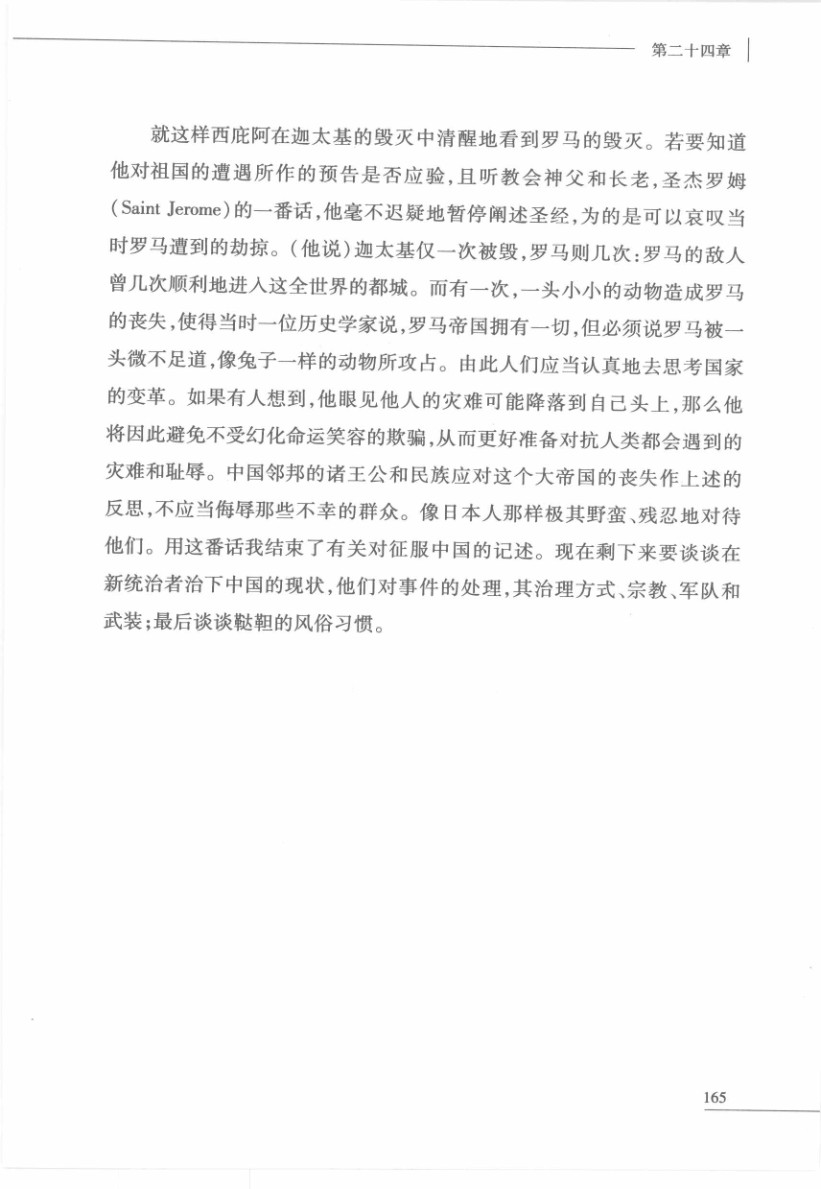 第二十四章
就这样西庇阿在迦太基的毁灭中清醒地看到罗马的毁灭。若要知道
他对祖国的遭遇所作的预告是否应验,且听教会神父和长老,圣杰罗姆
(Saint Jerome)的一番话,他毫不迟疑地暂停阐述圣经,为的是可以哀叹当
时罗马遭到的劫掠。(他说)迦太基仅一次被毁,罗马则几次:罗马的敌人
曾几次顺利地进入这全世界的都城。而有一次,一头小小的动物造成罗马
的丧失,使得当时一位历史学家说,罗马帝国拥有一切,但必须说罗马被一
头微不足道,像兔子一样的动物所攻占。由此人们应当认真地去思考国家
的变革。如果有人想到,他眼见他人的灾难可能降落到自己头上,那么他
将因此避免不受幻化命运笑容的欺骗,从而更好准备对抗人类都会遇到的
灾难和耻辱。中国邻邦的诸王公和民族应对这个大帝国的丧失作上述的
反思,不应当侮辱那些不幸的群众。像日本人那样极其野蛮、残忍地对待
他们。用这番话我结束了有关对征服中国的记述。现在剩下来要谈谈在
新统治者治下中国的现状,他们对事件的处理,其治理方式、宗教、军队和
武装;最后谈谈鞑靼的风俗习惯。
165